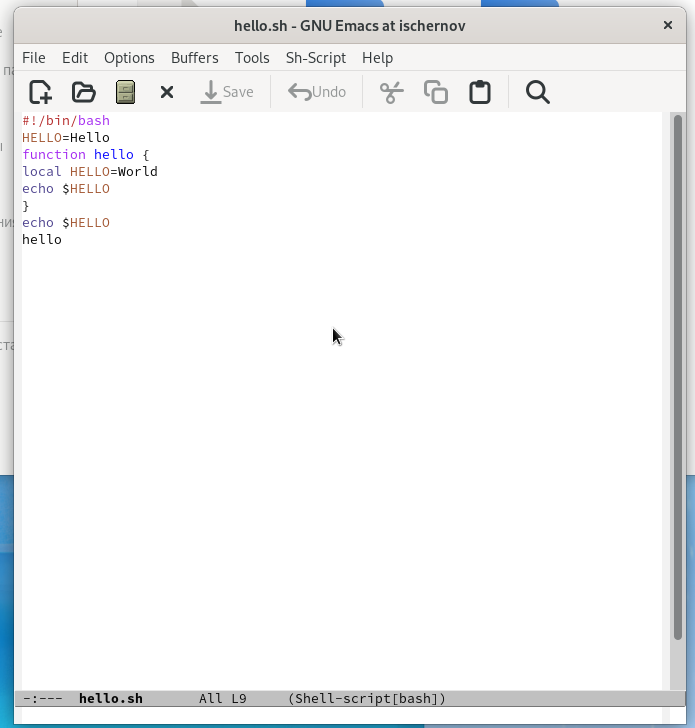 hello.sh - GNU Emacs at ischernov
File Edit Options Buffers Tools Sh-Script Help
Save Undo
#!/bin/bash
HELLO=Hello
function hello {
local HELLO=World
echo $HELLO
}
echo $HELLO
hello
-:--- hello.sh All L9 (Shell-script[bash])